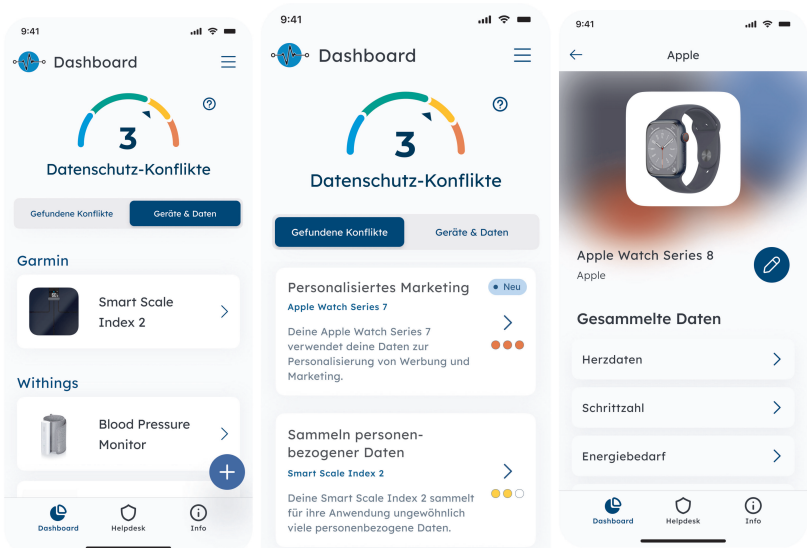 9:41
Dashboard
3
Datenschutz-Konflikte
Gefundene Konflikte
Geräte & Daten
Garmin
Smart Scale
Index 2
Withings
Blood Pressure
Monitor
Dashboard
Helpdesk
Info
9:41
Dashboard
3
Datenschutz-Konflikte
Gefundene Konflikte
Geräte & Daten
Personalisiertes Marketing
Neu
Apple Watch Series 7
Deine Apple Watch Series 7
verwendet deine Daten zur
Personalisierung von Werbung und
Marketing.
Sammeln personen-
bezogener Daten
Smart Scale Index 2
Deine Smart Scale Index 2 sammelt
für ihre Anwendung ungewöhnlich
viele personenbezogene Daten.
9:41
Apple
Apple Watch Series 8
Apple
Gesammelte Daten
Herzdaten
Schrittzahl
Energiebedarf
Dashboard
Helpdesk
Info